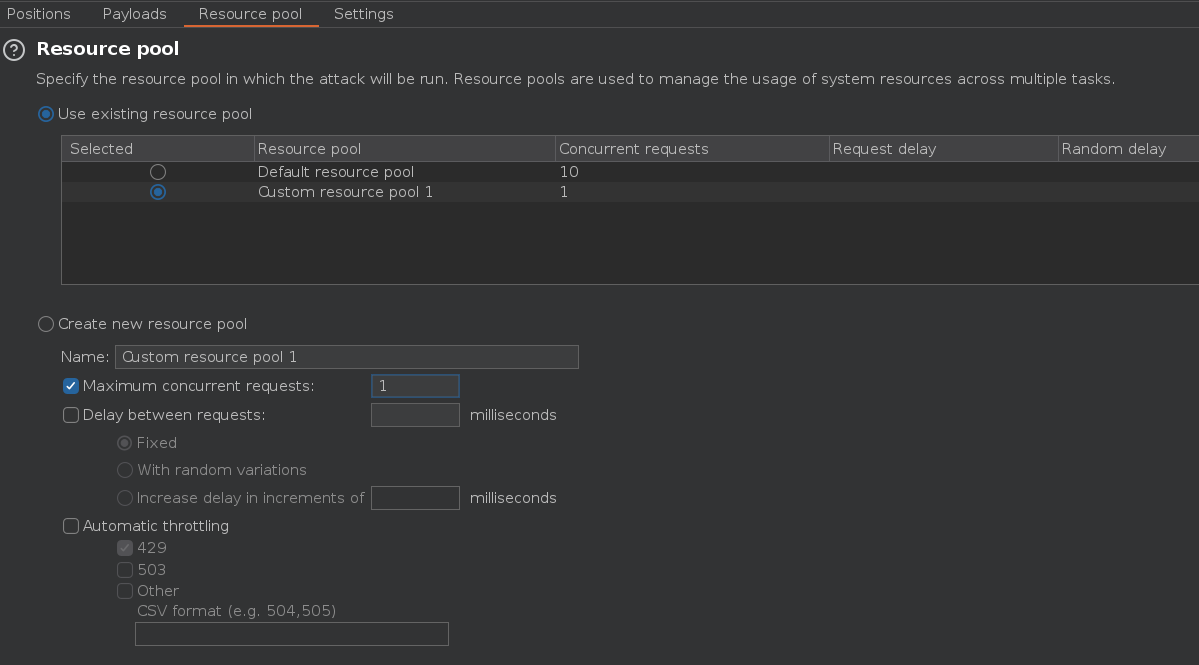 Positions Payloads Resource pool Settings
? Resource pool
Specify the resource pool in which the attack will be run. Resource pools are used to manage the usage of system resources across multiple tasks.
Use existing resource pool
Selected Resource pool Concurrent requests Request delay Random delay
Default resource pool 10
Custom resource pool 1 1
Create new resource pool
Name: Custom resource pool 1
Maximum concurrent requests: 1
Delay between requests: milliseconds
Fixed
With random variations
Increase delay in increments of milliseconds
Automatic throttling
429
503
Other
CSV format (e.g. 504,505)